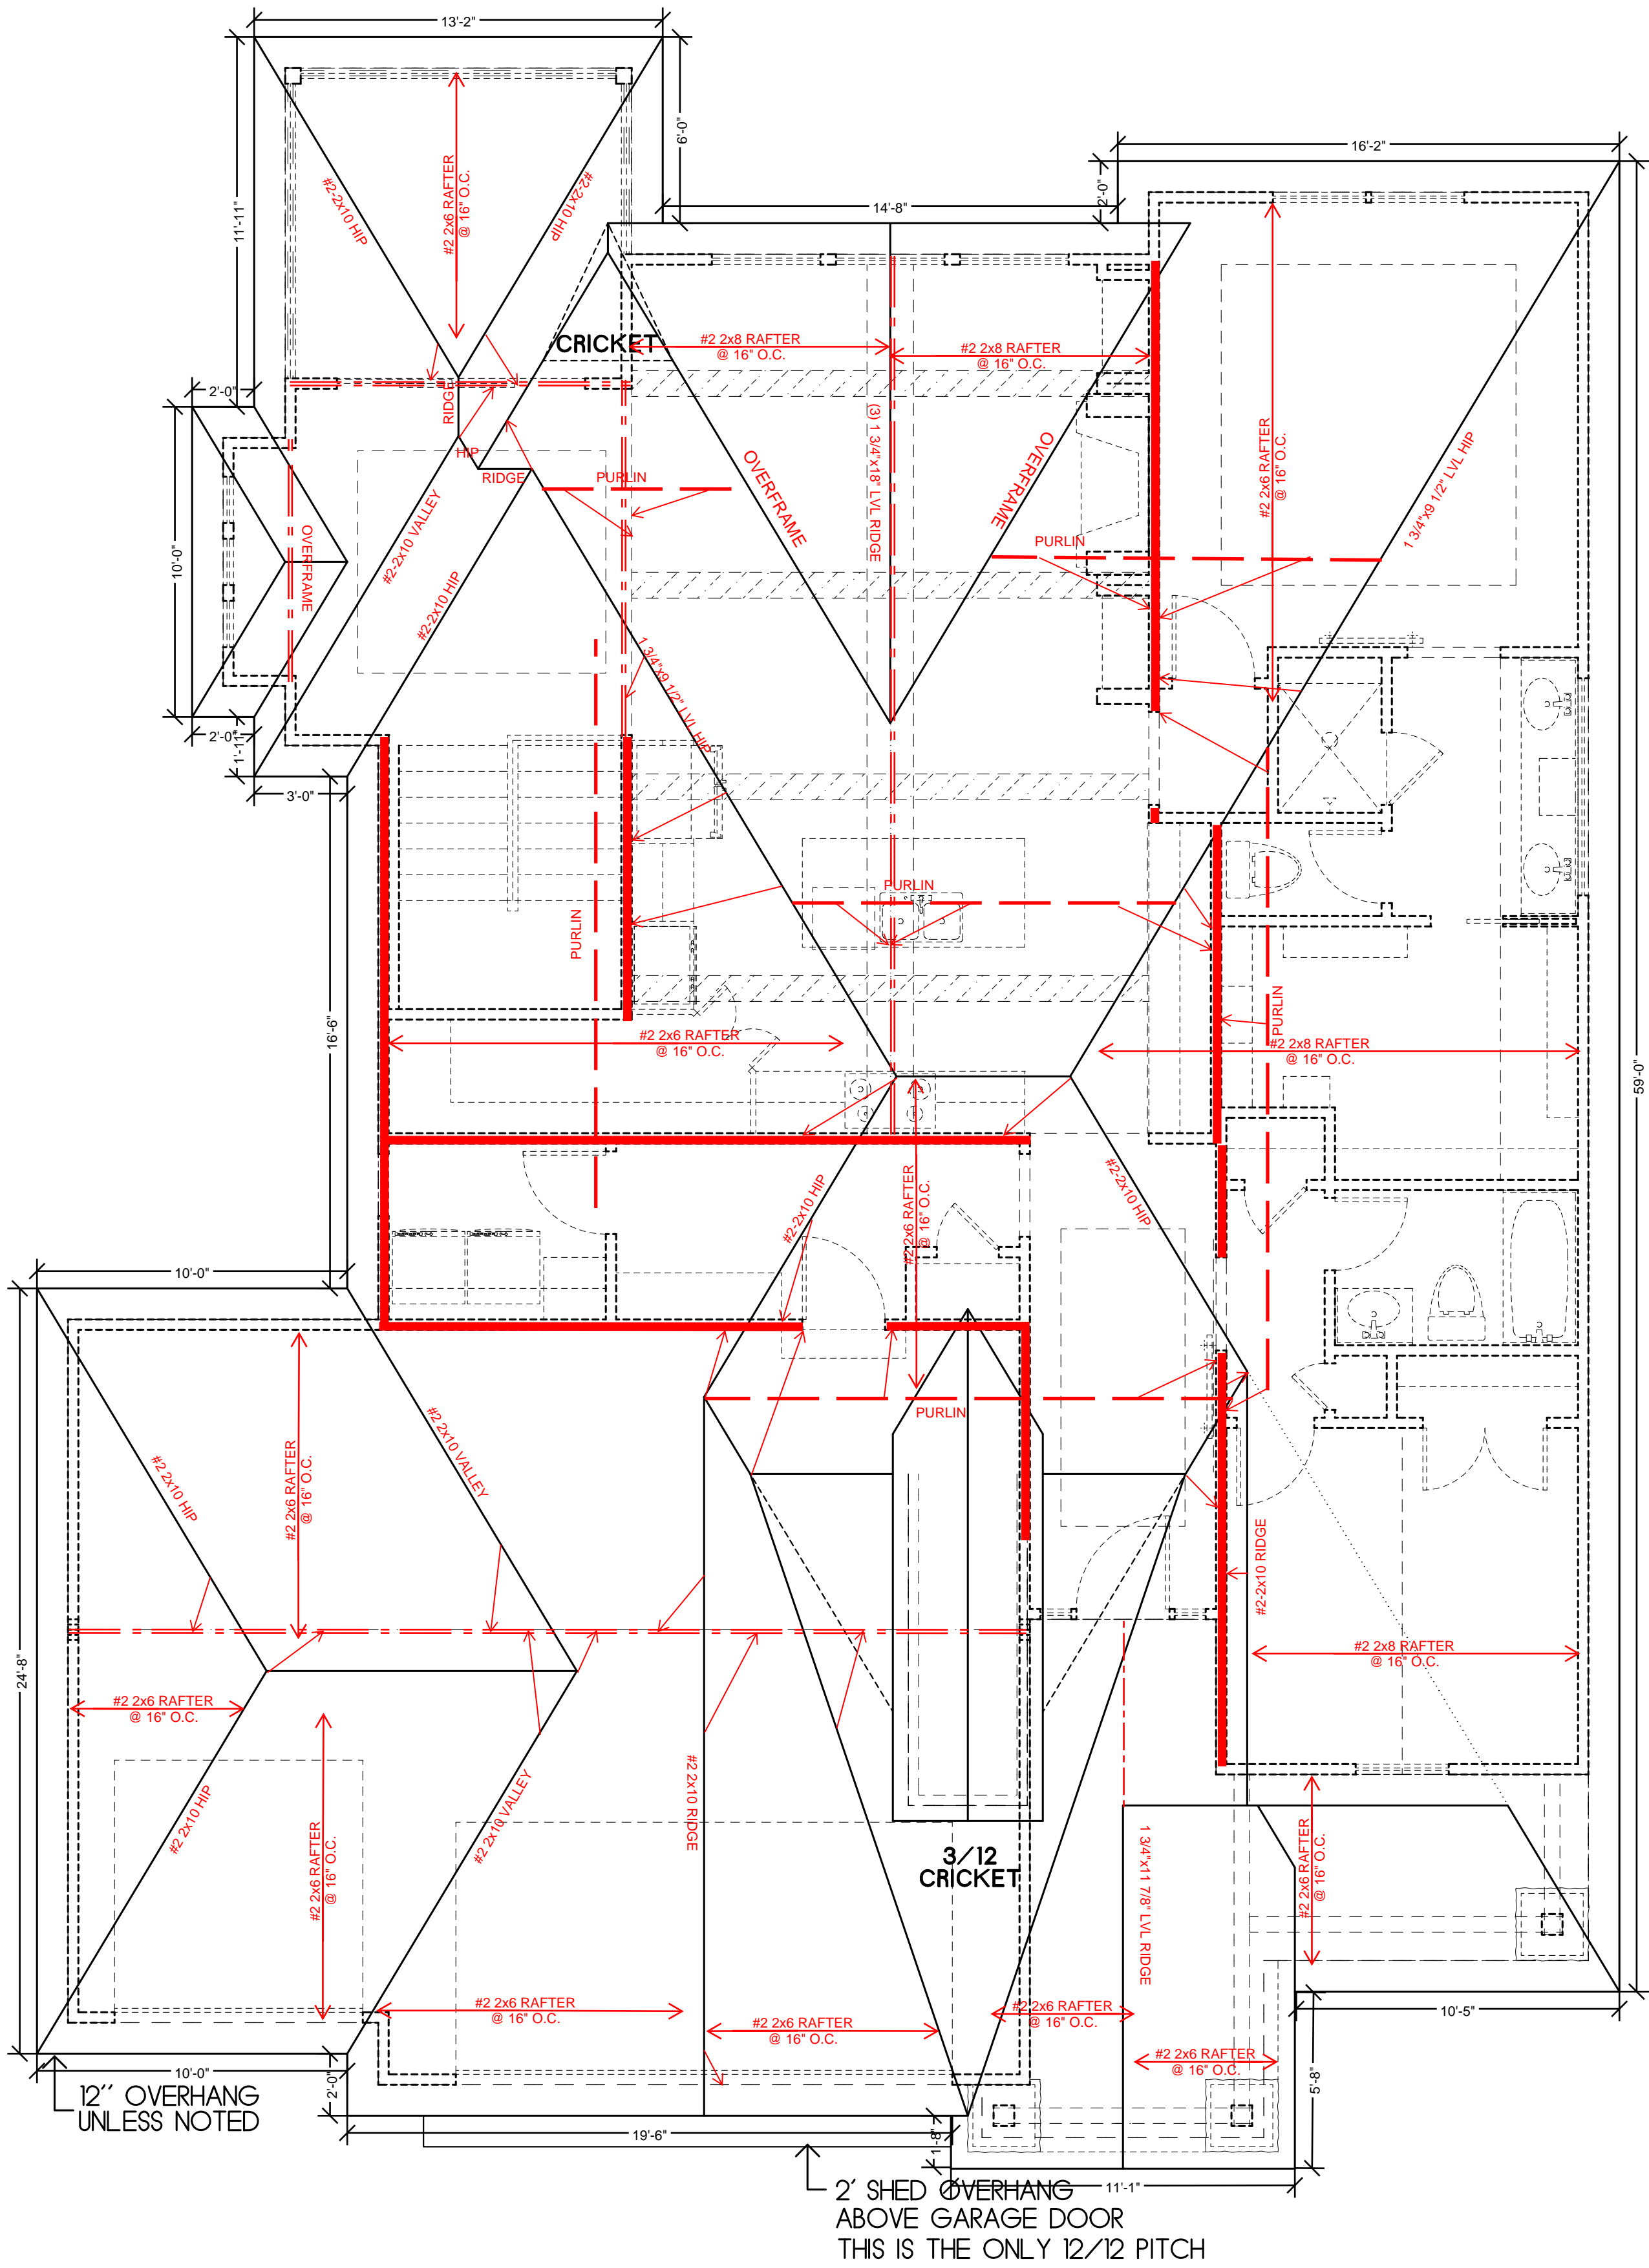 13'-2"
11'-11"
6'-0"
#2 2x6 RAFTER
@ 16" O.C.
#2-2x10 HIP
#2-2x10 HIP
16'-2"
2'-0"
14'-8"
CRICKET
#2 2x8 RAFTER
@ 16" O.C.
#2 2x8 RAFTER
@ 16" O.C.
2'-0"
RIDGE
HIP
RIDGE
PURLIN
(3) 1 3/4"x18" LVL RIDGE
OVERFRAME
OVERFRAME
#2 2x6 RAFTER
@ 16" O.C.
1 3/4"x9 1/2" LVL HIP
10'-0"
OVERFRAME
#2-2x10 VALLEY
#2-2x10 HIP
PURLIN
1 3/4"x9 1/2" LVL HIP
2'-0"
1'-11"
3'-0"
PURLIN
PURLIN
16'-6"
#2 2x6 RAFTER
@ 16" O.C.
PURLIN
#2 2x8 RAFTER
@ 16" O.C.
59'-0"
#2-2x10 HIP
#2 2x6 RAFTER
@ 16" O.C.
#2-2x10 HIP
10'-0"
PURLIN
#2 2x10 HIP
#2 2x6 RAFTER
@ 16" O.C.
#2 2x10 VALLEY
#2-2x10 RIDGE
24'-8"
#2 2x6 RAFTER
@ 16" O.C.
#2 2x8 RAFTER
@ 16" O.C.
#2 2x10 HIP
#2 2x6 RAFTER
@ 16" O.C.
#2 2x10 VALLEY
#2 2x10 RIDGE
3/12
CRICKET
1 3/4"x11 7/8" LVL RIDGE
#2 2x6 RAFTER
@ 16" O.C.
#2 2x6 RAFTER
@ 16" O.C.
#2 2x6 RAFTER
@ 16" O.C.
#2 2x6 RAFTER
@ 16" O.C.
#2 2x6 RAFTER
@ 16" O.C.
10'-5"
10'-0"
2'-0"
5'-8"
12'' OVERHANG
UNLESS NOTED
19'-6"
1'-8"
11'-1"
2' SHED OVERHANG
ABOVE GARAGE DOOR
THIS IS THE ONLY 12/12 PITCH